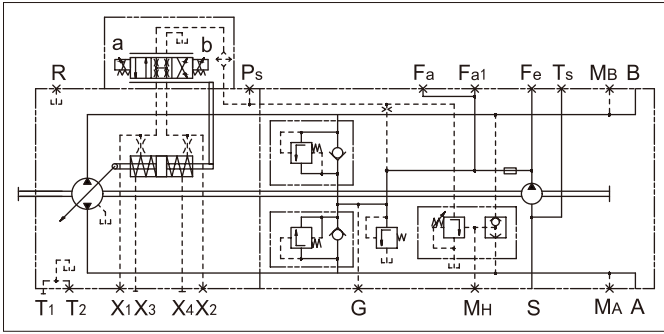 a b
R Ps Fa Fa1 Fe Ts MB B
T1 T2 X1 X3 X4 X2 G MH S MA A